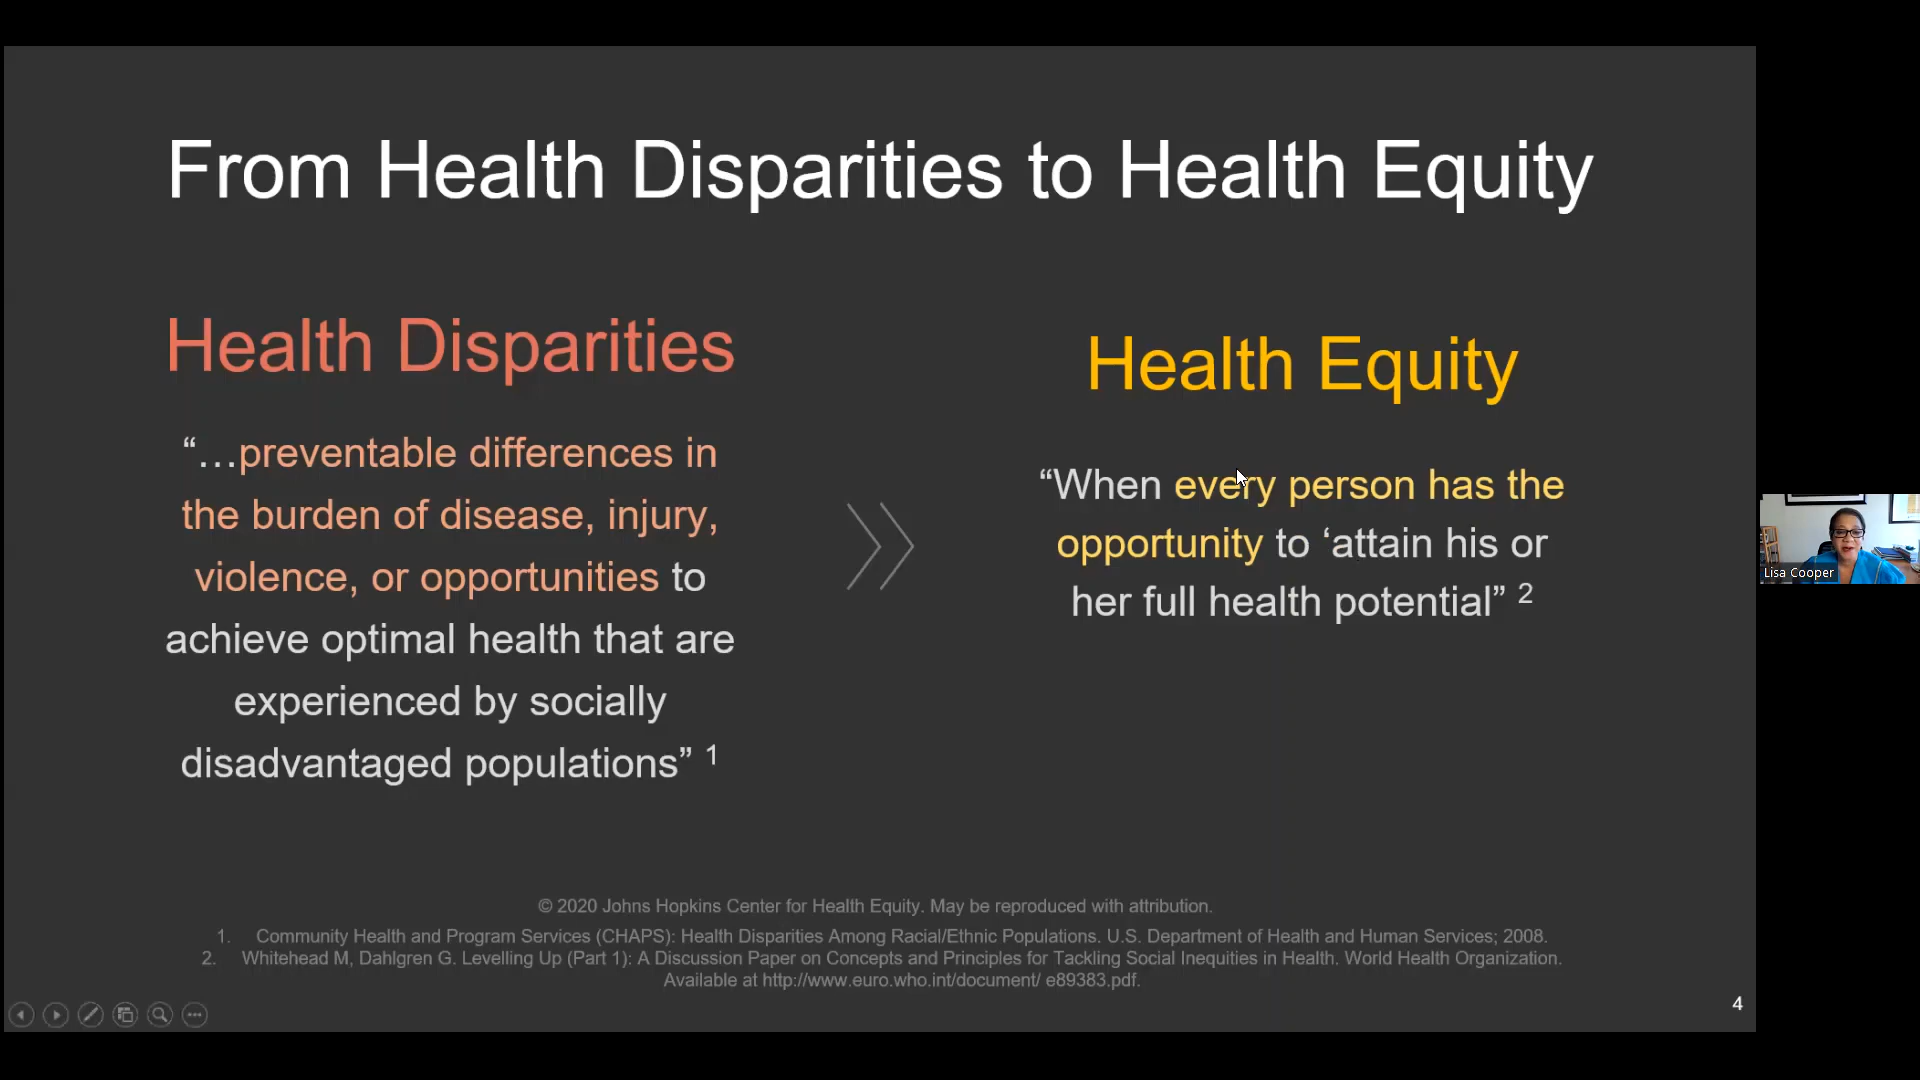 From Health Disparities to Health Equity
Health Disparities
“…preventable differences in
the burden of disease, injury,
violence, or opportunities to
achieve optimal health that are
experienced by socially
disadvantaged populations” 1
Health Equity
“When every person has the
opportunity to ‘attain his or
her full health potential” 2
© 2020 Johns Hopkins Center for Health Equity. May be reproduced with attribution.
1. Community Health and Program Services (CHAPS): Health Disparities Among Racial/Ethnic Populations. U.S. Department of Health and Human Services; 2008.
2. Whitehead M, Dahlgren G. Levelling Up (Part 1): A Discussion Paper on Concepts and Principles for Tackling Social Inequities in Health. World Health Organization.
Available at http://www.euro.who.int/document/ e89383.pdf.
4
Lisa Cooper